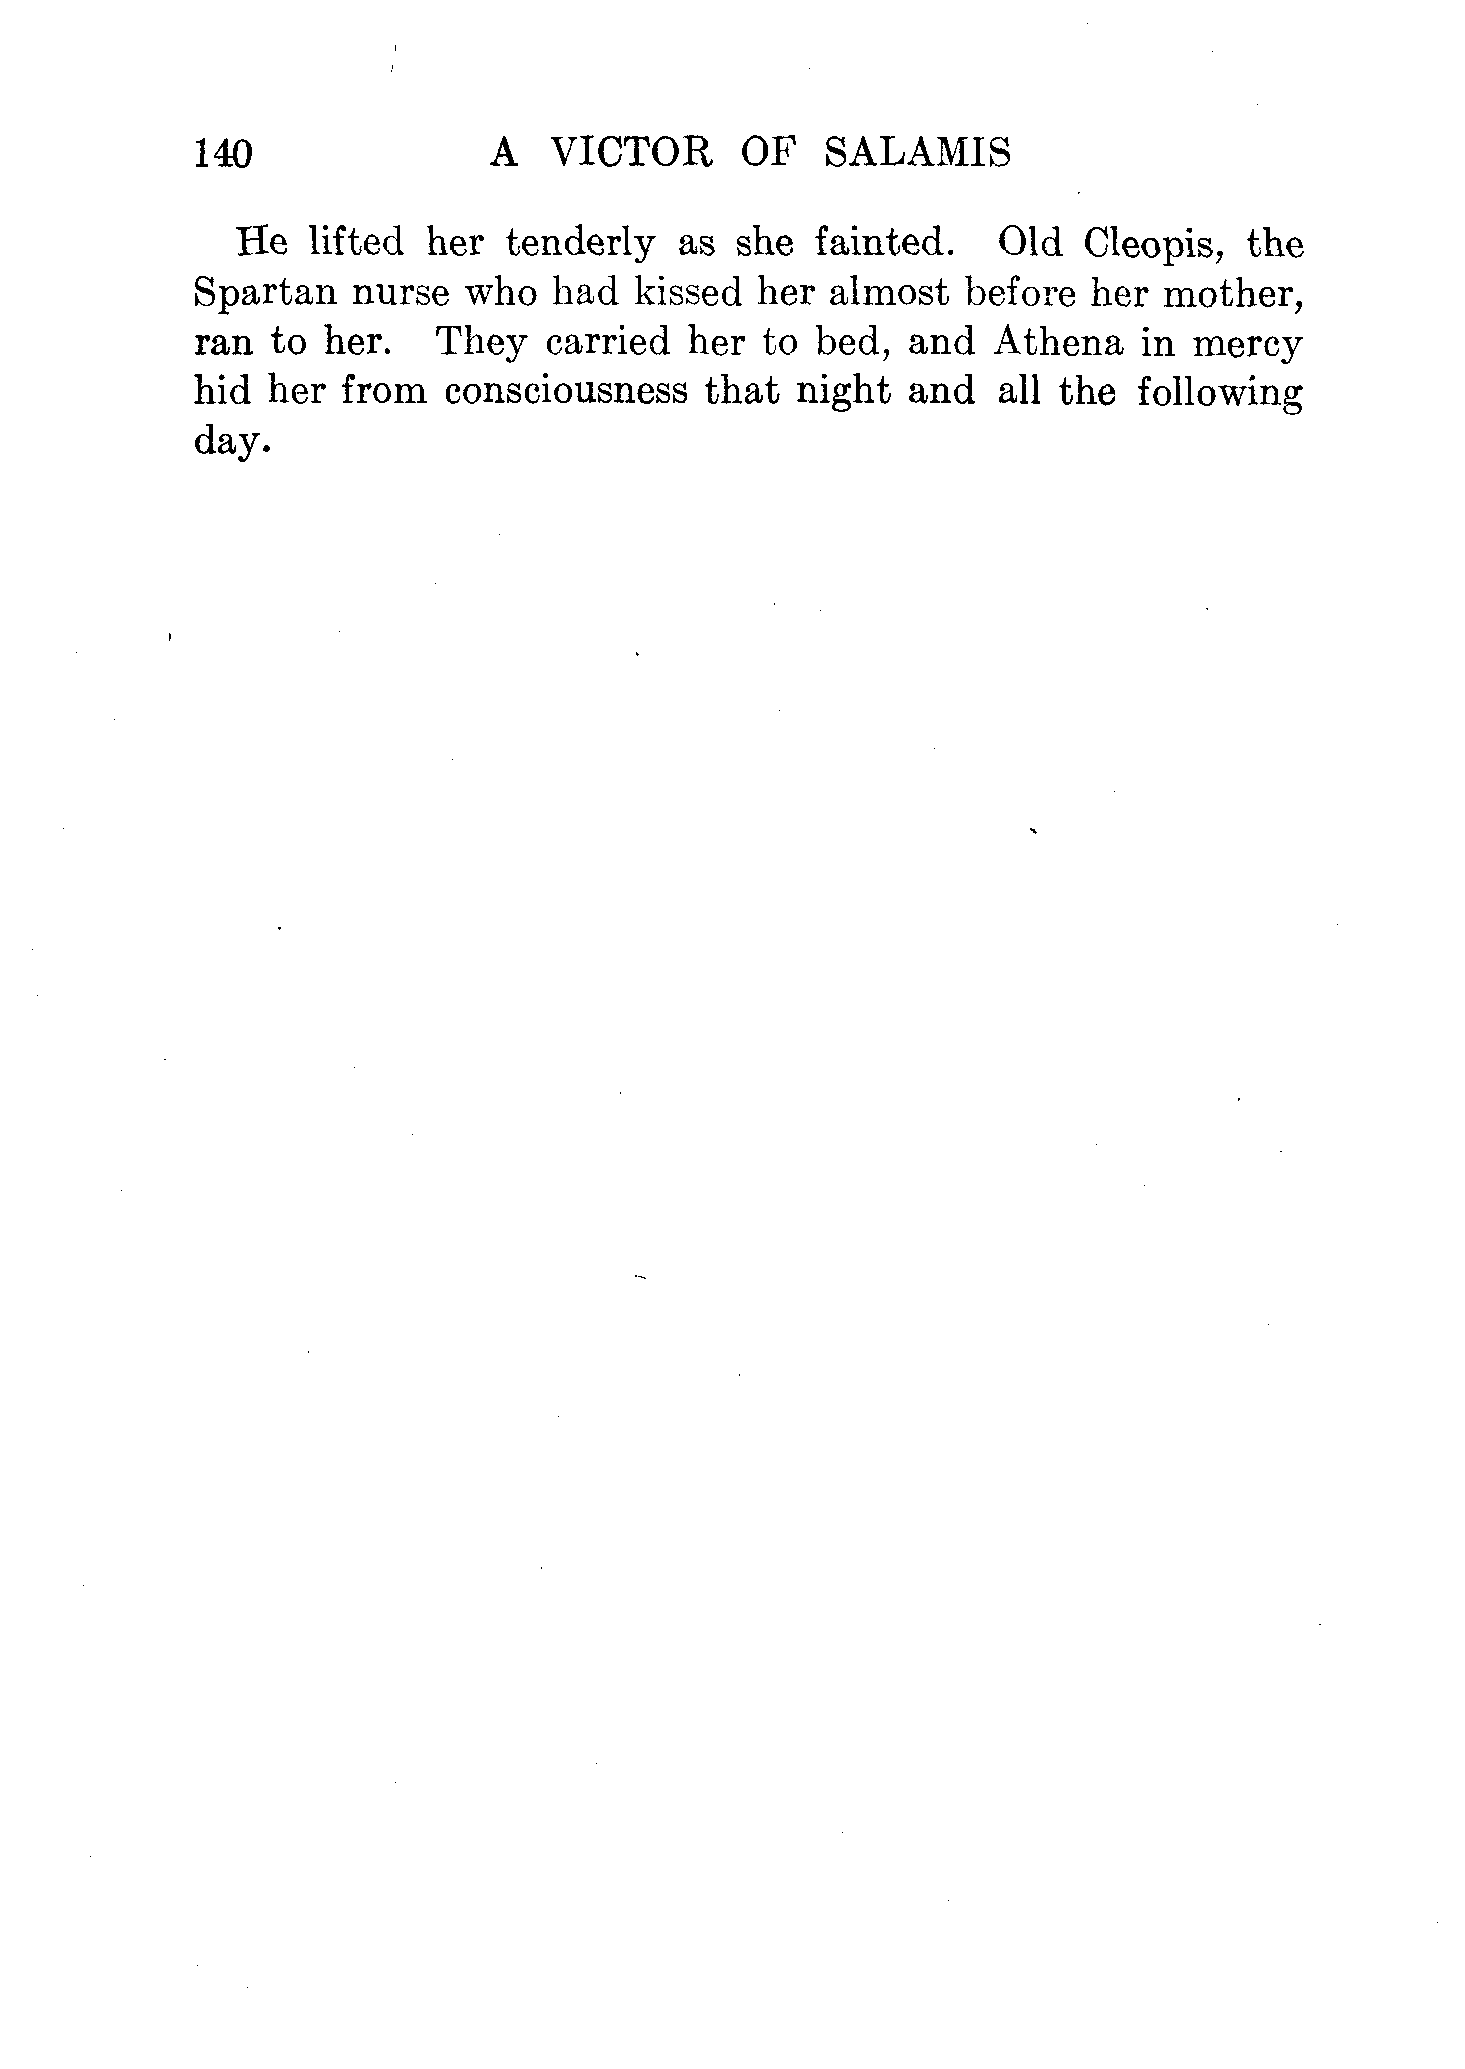 140 A VICTOR OF SALAMIS
He lifted her tenderly as she fainted. Old Cleopis, the
Spartan nurse who had kissed her almost before her mother,
ran to her. They carried her to bed, and Athena in mercy
hid her from consciousness that night and all the following
day.